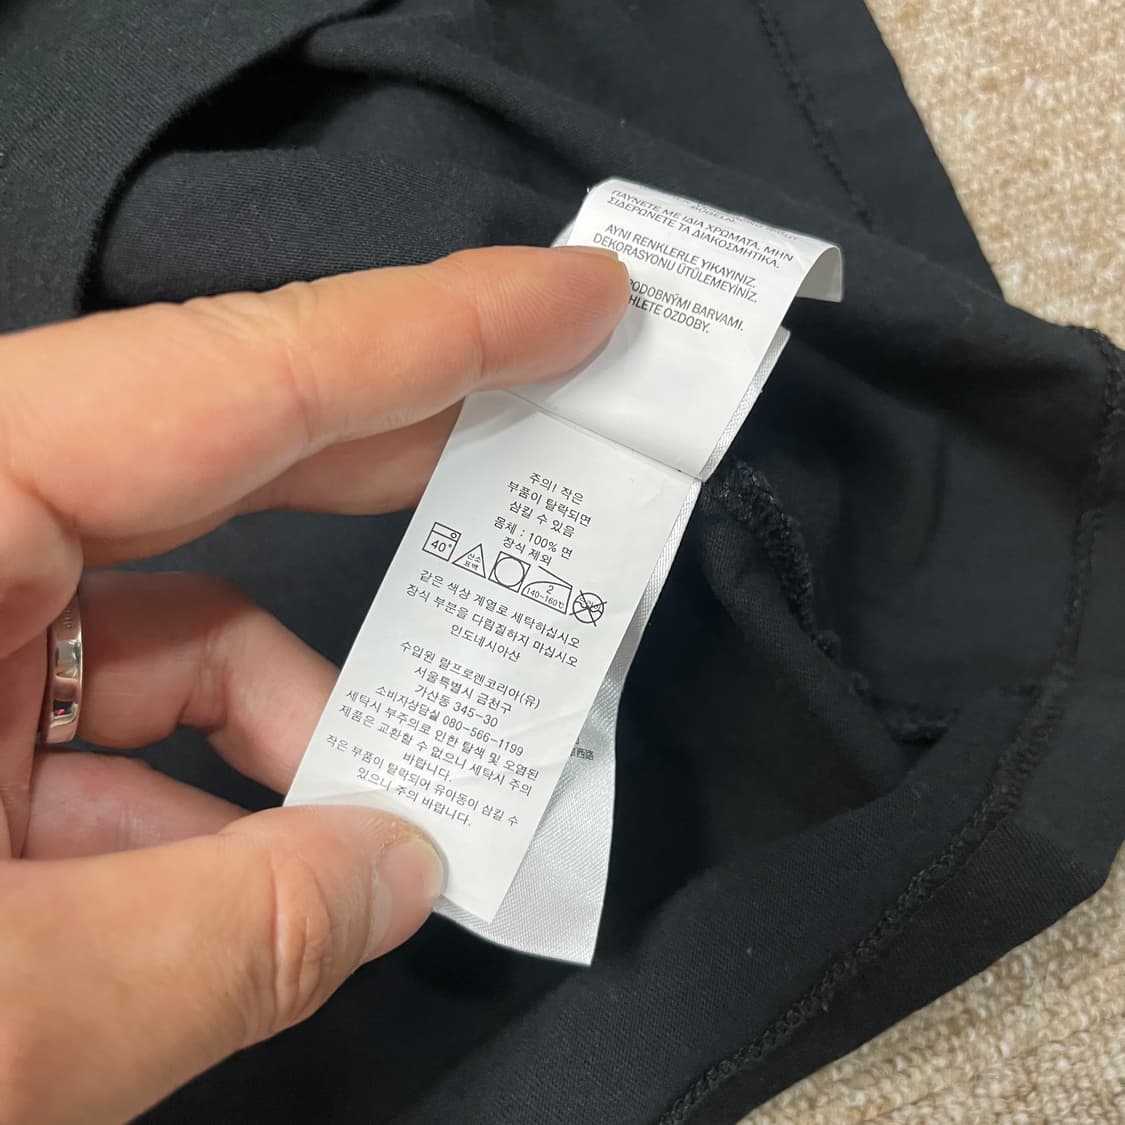 ΠΛΥΝΕΤΕ ΜΕ ΙΔΙΑ ΧΡΩΜΑΤΑ. ΜΗΝ
ΣΙΔΕΡΩΝΕΤΕ ΤΑ ΔΙΑΚΟΣΜΗΤΙΚΑ.
AYNI RENKLERLE YIKAYINIZ.
DEKORASYONU ÜTÜLEMEYİNİZ.
PODOBNÝMI BARVAMI.
OZDOBY.
주의! 작은
부품이 탈락되면
삼킬 수 있음
몸체 : 100% 면
장식 제외
40°
산소
표백
2
140-160℃
같은 색상 계열로 세탁하십시오
장식 부분을 다림질하지 마십시오
인도네시아산
수입원 랄프로렌코리아(유)
서울특별시 금천구
가산동 345-30
소비자상담실 080-566-1199
세탁시 부주의로 인한 탈색 및 오염된
제품은 교환할 수 없으니 세탁시 주의
바랍니다.
작은 부품이 탈락되어 유아동이 삼킬 수
있으니 주의 바랍니다.